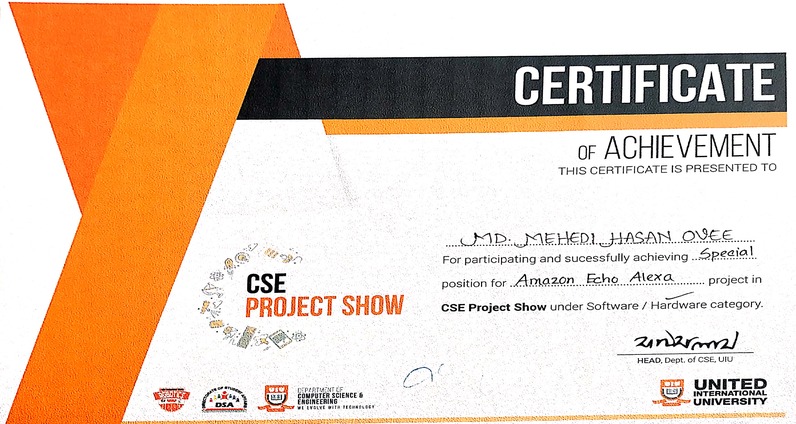 CERTIFICATE
OF ACHIEVEMENT
THIS CERTIFICATE IS PRESENTED TO
MD. MEHEDI HASAN OVEE
For participating and sucessfully achieving Special
position for Amazon Echo Alexa project in
CSE Project Show under Software / Hardware category.
CSE
PROJECT SHOW
HEAD, Dept. of CSE, UIU
DSA
DEPARTMENT OF
COMPUTER SCIENCE &
ENGINEERING
WE EVOLVE WITH TECHNOLOGY
UNITED
INTERNATIONAL
UNIVERSITY